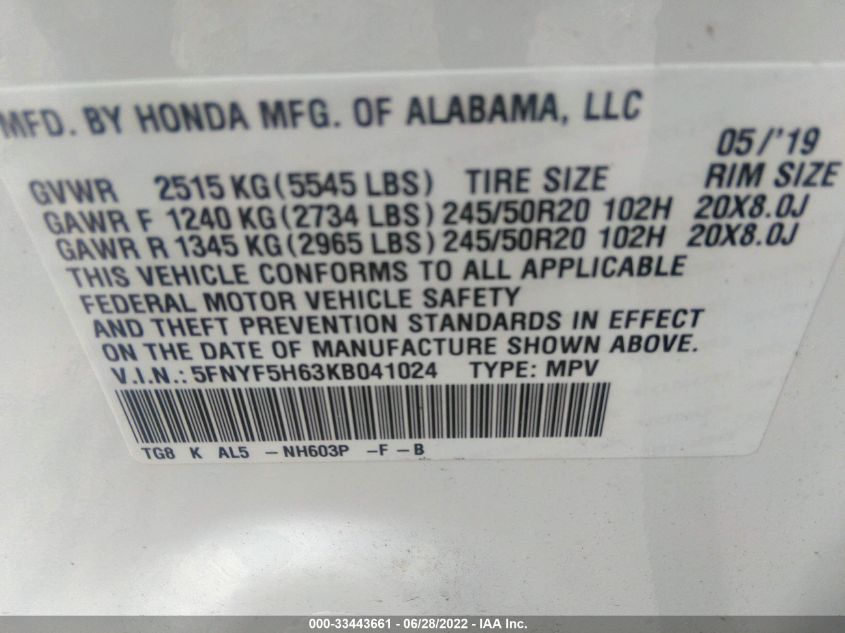 MFD. BY HONDA MFG. OF ALABAMA, LLC
05/'19
GVWR 2515 KG (5545 LBS) TIRE SIZE RIM SIZE
GAWR F 1240 KG (2734 LBS) 245/50R20 102H 20X8.0J
GAWR R 1345 KG (2965 LBS) 245/50R20 102H 20X8.0J
THIS VEHICLE CONFORMS TO ALL APPLICABLE
FEDERAL MOTOR VEHICLE SAFETY
AND THEFT PREVENTION STANDARDS IN EFFECT
ON THE DATE OF MANUFACTURE SHOWN ABOVE.
V.I.N.: 5FNYF5H63KB041024 TYPE: MPV
TG8 K AL5 -NH603P -F -B
000-33443661 - 06/28/2022 - IAA Inc.